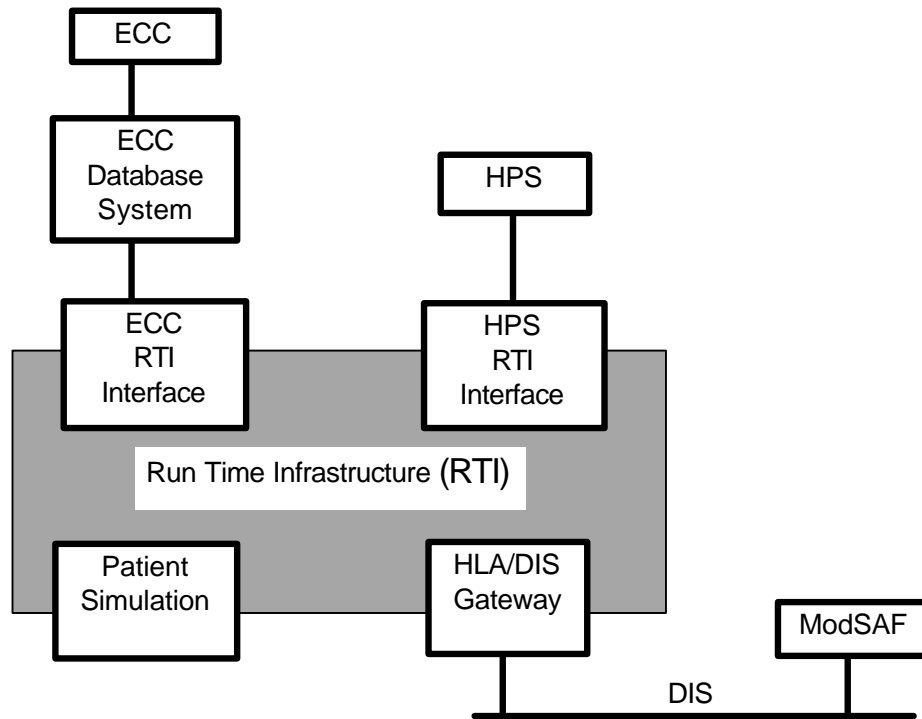 ECC
ECC
Database
System
HPS
ECC
RTI
Interface
HPS
RTI
Interface
Run Time Infrastructure (RTI)
Patient
Simulation
HLA/DIS
Gateway
ModSAF
DIS